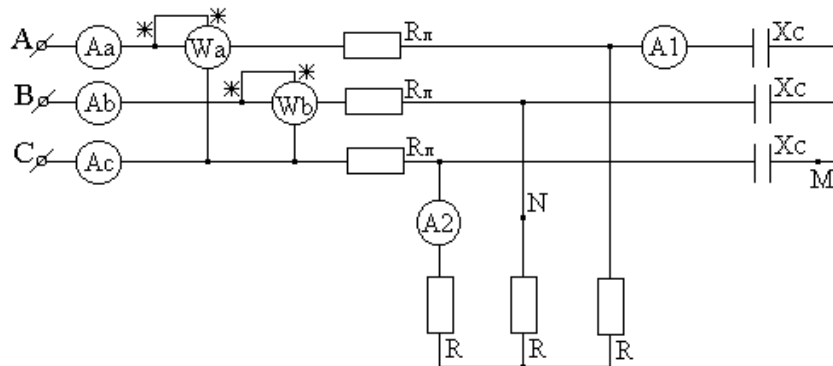 A Aa * * Wa Rл A1 Xc
B Ab * * Wb Rл Xc
C Ac Rл Xc
M
N
A2
R R R